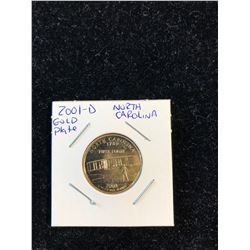 2001-D
GOLD
Plate
NORTH
CAROLINA
NORTH CAROLINA
1789
FIRST FLIGHT
2001